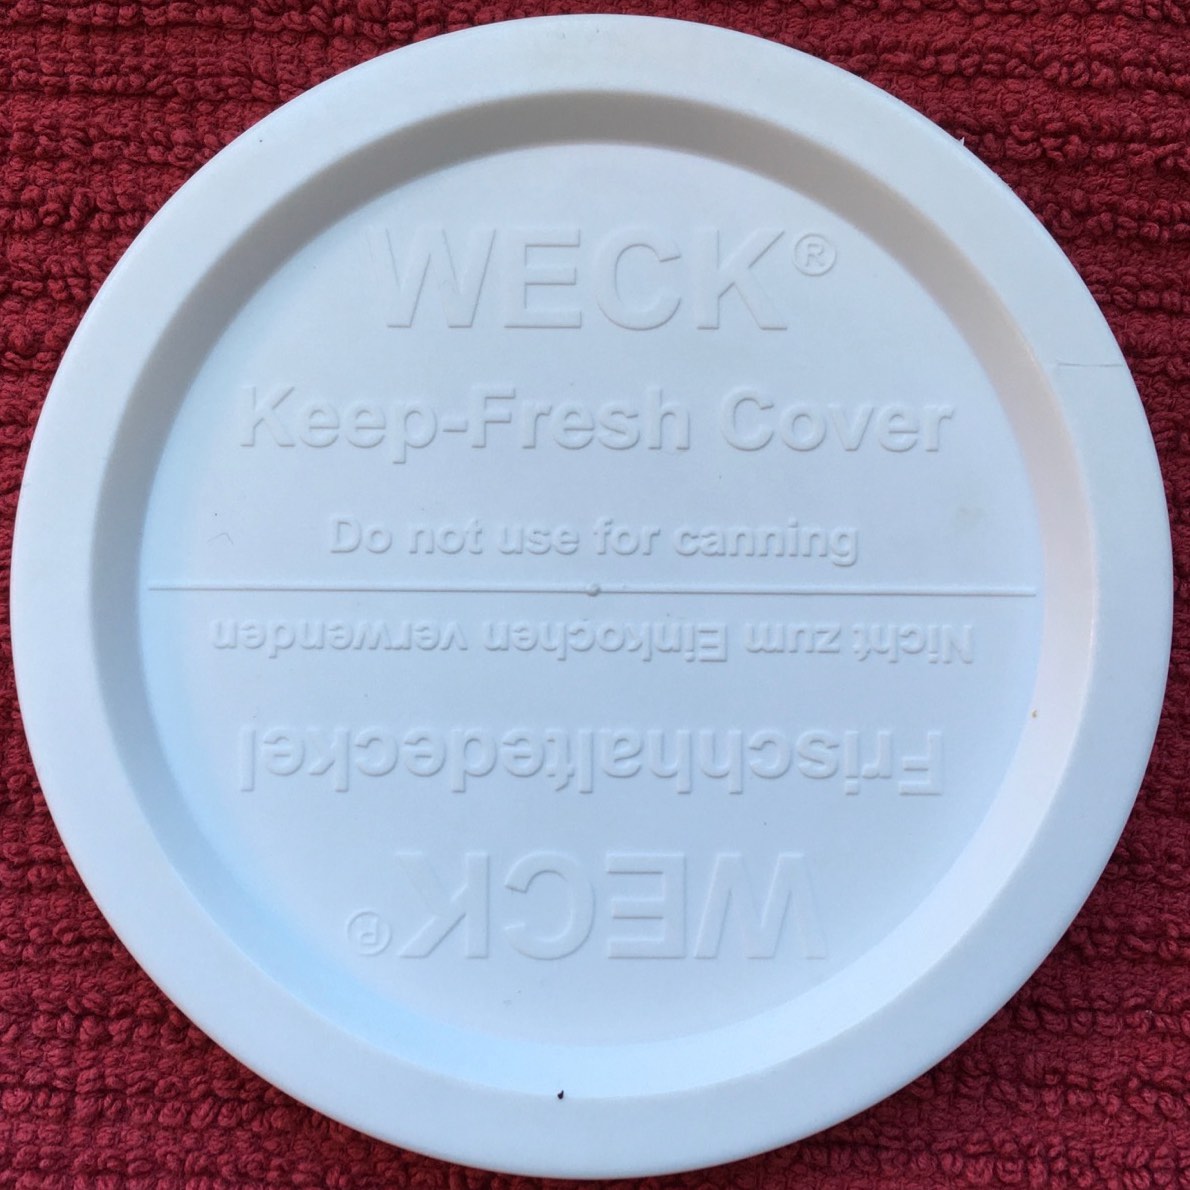 WECK®
Keep-Fresh Cover
Do not use for canning
WECK®
Frischhaltedeckel
Nicht zum Einkochen verwenden